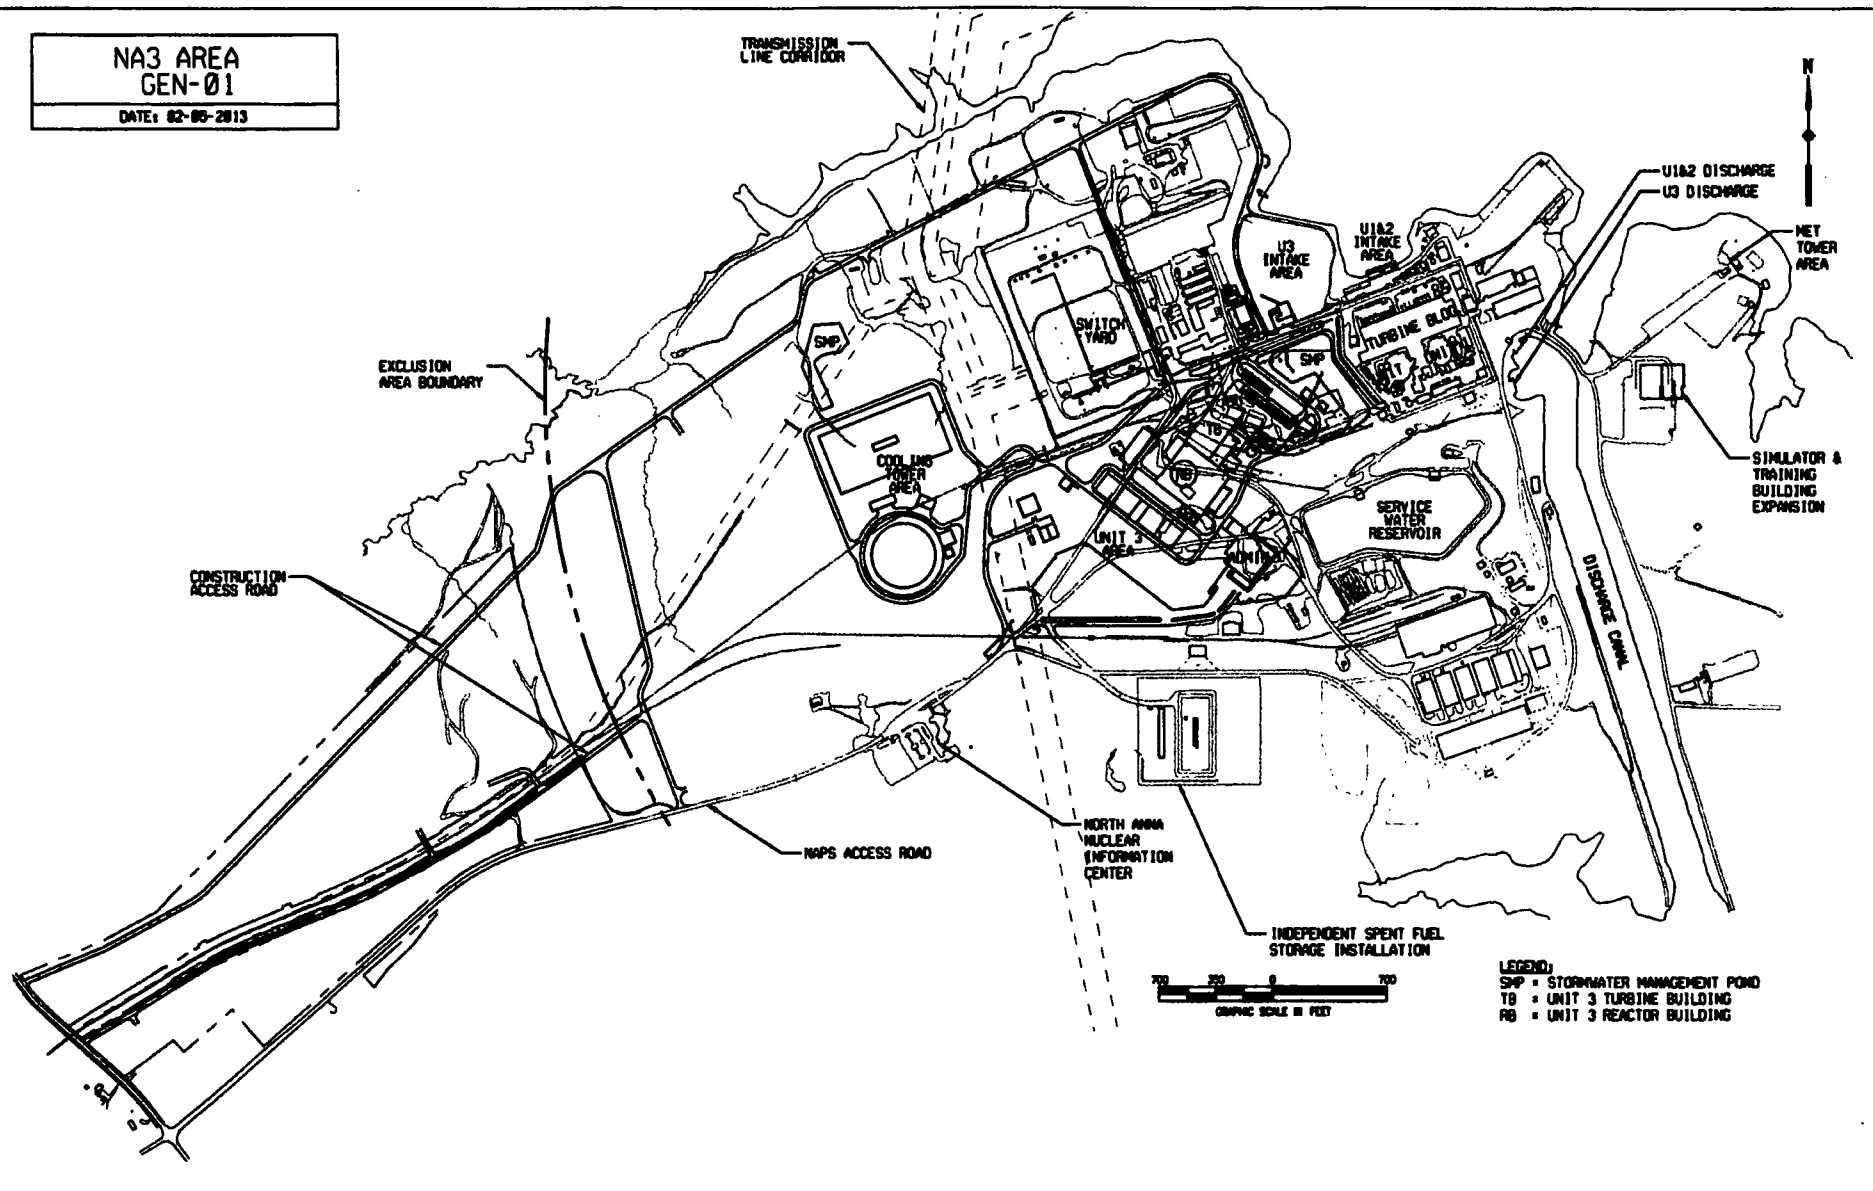 NA3 AREA
GEN-01
DATE: 02-05-2013
TRANSMISSION
LINE CORRIDOR
N
U1&2 DISCHARGE
U3 DISCHARGE
MET
TOWER
AREA
U1&2
INTAKE
AREA
U3
INTAKE
AREA
SWITCH
YARD
TURBINE BLDG
SMP
SMP
EXCLUSION
AREA BOUNDARY
COOLING
TOWER
AREA
TB
RB
SIMULATOR &
TRAINING
BUILDING
EXPANSION
SERVICE
WATER
RESERVOIR
UNIT 3
AREA
ADMIN
DISCHARGE CANAL
CONSTRUCTION
ACCESS ROAD
NAPS ACCESS ROAD
NORTH ANNA
NUCLEAR
INFORMATION
CENTER
INDEPENDENT SPENT FUEL
STORAGE INSTALLATION
700 350 0 700
GRAPHIC SCALE IN FEET
LEGEND:
SMP = STORMWATER MANAGEMENT POND
TB = UNIT 3 TURBINE BUILDING
RB = UNIT 3 REACTOR BUILDING